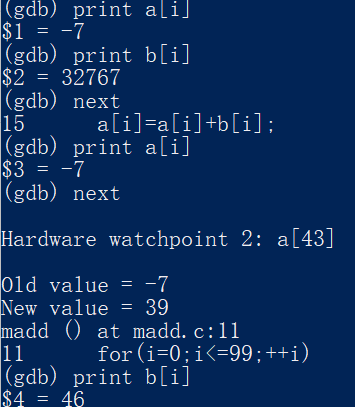 (gdb) print a[i]
$1 = -7
(gdb) print b[i]
$2 = 32767
(gdb) next
15      a[i]=a[i]+b[i];
(gdb) print a[i]
$3 = -7
(gdb) next
Hardware watchpoint 2: a[43]
Old value = -7
New value = 39
madd () at madd.c:11
11      for(i=0;i<=99;++i)
(gdb) print b[i]
$4 = 46